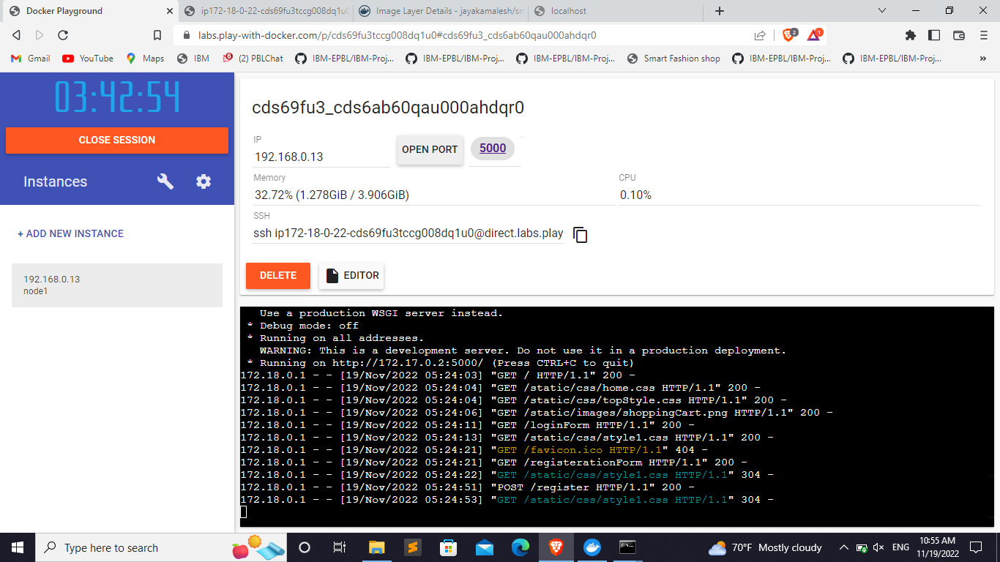 Docker Playground
ip172-18-0-22-cds69fu3tccg008dq1u0
Image Layer Details - jayakamalesh/sm
localhost
labs.play-with-docker.com/p/cds69fu3tccg008dq1u0#cds69fu3_cds6ab60qau000ahdqr0
2
1
Gmail
YouTube
Maps
IBM
6
(2) PBLChat
IBM-EPBL/IBM-Proj...
IBM-EPBL/IBM-Proj...
IBM-EPBL/IBM-Proj...
Smart Fashion shop
IBM-EPBL/IBM-Proj...
IBM-EPBL/IBM-Proj...
»
03:42:54
CLOSE SESSION
Instances
+ ADD NEW INSTANCE
192.168.0.13
node1
cds69fu3_cds6ab60qau000ahdqr0
IP
192.168.0.13
OPEN PORT
5000
Memory
32.72% (1.278GiB / 3.906GiB)
CPU
0.10%
SSH
ssh ip172-18-0-22-cds69fu3tccg008dq1u0@direct.labs.play
DELETE
EDITOR
Use a production WSGI server instead.
* Debug mode: off
* Running on all addresses.
WARNING: This is a development server. Do not use it in a production deployment.
* Running on http://172.17.0.2:5000/ (Press CTRL+C to quit)
172.18.0.1 - - [19/Nov/2022 05:24:03] "GET / HTTP/1.1" 200 -
172.18.0.1 - - [19/Nov/2022 05:24:04] "GET /static/css/home.css HTTP/1.1" 200 -
172.18.0.1 - - [19/Nov/2022 05:24:04] "GET /static/css/topStyle.css HTTP/1.1" 200 -
172.18.0.1 - - [19/Nov/2022 05:24:06] "GET /static/images/shoppingCart.png HTTP/1.1" 200 -
172.18.0.1 - - [19/Nov/2022 05:24:11] "GET /loginForm HTTP/1.1" 200 -
172.18.0.1 - - [19/Nov/2022 05:24:13] "GET /static/css/style1.css HTTP/1.1" 200 -
172.18.0.1 - - [19/Nov/2022 05:24:21] "GET /favicon.ico HTTP/1.1" 404 -
172.18.0.1 - - [19/Nov/2022 05:24:21] "GET /registerationForm HTTP/1.1" 200 -
172.18.0.1 - - [19/Nov/2022 05:24:22] "GET /static/css/style1.css HTTP/1.1" 304 -
172.18.0.1 - - [19/Nov/2022 05:24:51] "POST /register HTTP/1.1" 200 -
172.18.0.1 - - [19/Nov/2022 05:24:53] "GET /static/css/style1.css HTTP/1.1" 304 -
Type here to search
70°F Mostly cloudy
ENG
10:55 AM
11/19/2022